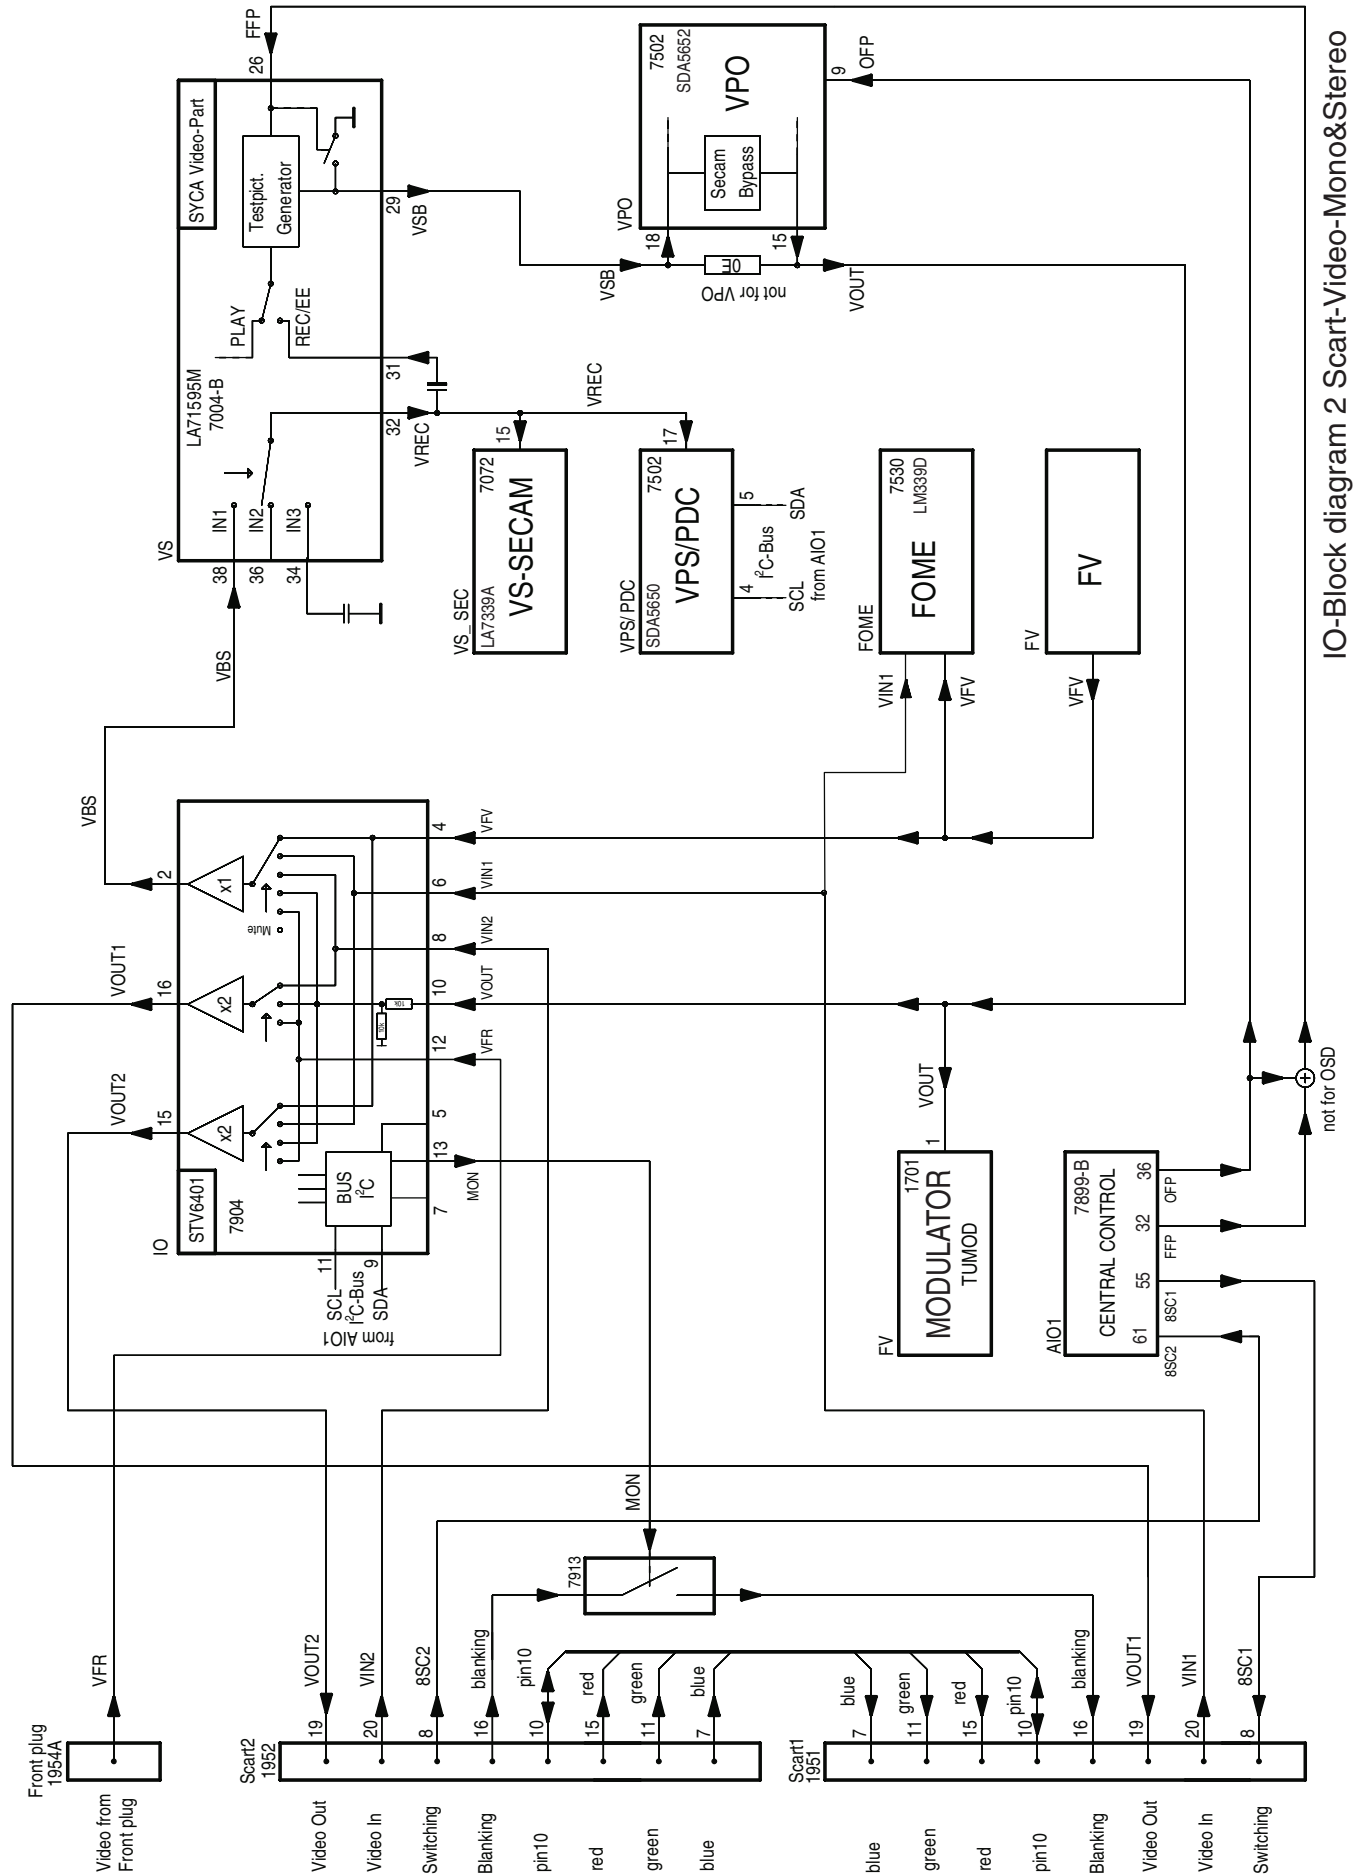 FFP
26
SYCA Video-Part
Testpict.
Generator
29
VSB
PLAY
REC/EE
LA71595M
7004-B
31
32
VREC
VREC
IN1
IN2
IN3
VS
38
36
34
VBS
VBS
7502
SDA5652
VPO
Secam
Bypass
9
OFP
VPO
18
15
VSB
0E
not for VPO
VOUT
15
VS_SEC
LA7339A
7072
VS-SECAM
17
VPS/PDC
SDA5650
7502
VPS/PDC
4
5
SCL
I²C-Bus
SDA
from AIO1
FOME
7530
LM339D
FOME
VIN1
VFV
FV
FV
VFV
IO
STV6401
7904
x1
x2
x2
Mute
2
16
15
VOUT1
VOUT2
4
VFV
6
VIN1
8
VIN2
10
VOUT
10k
10k
12
VFR
5
13
MON
7
BUS
I²C
11
9
SCL
I²C-Bus
SDA
from AIO1
VOUT
1
FV
1701
MODULATOR
TUMOD
AIO1
7899-B
CENTRAL CONTROL
61
55
32
36
8SC2
8SC1
FFP
OFP
not for OSD
MON
7913
Front plug
1954A
VFR
Video from
Front plug
Scart2
1952
19
VOUT2
Video Out
20
VIN2
Video In
8
8SC2
Switching
16
blanking
Blanking
10
pin10
pin10
15
red
red
11
green
green
7
blue
blue
Scart1
1951
7
blue
blue
11
green
green
15
red
red
10
pin10
pin10
16
blanking
Blanking
19
VOUT1
Video Out
20
VIN1
Video In
8
8SC1
Switching
IO-Block diagram 2 Scart-Video-Mono&Stereo